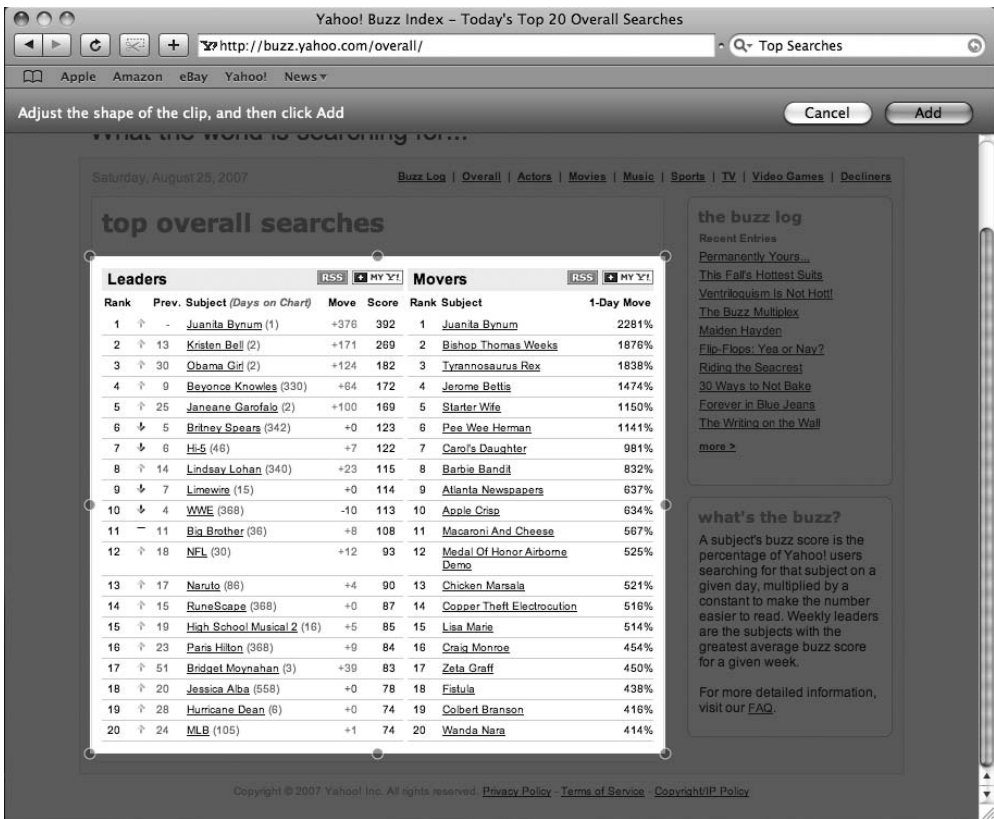 Yahoo! Buzz Index – Today's Top 20 Overall Searches
http://buzz.yahoo.com/overall/
Top Searches
Apple Amazon eBay Yahoo! News
Adjust the shape of the clip, and then click Add
Cancel
Add
What the world is searching for...
Saturday, August 25, 2007
Buzz Log | Overall | Actors | Movies | Music | Sports | TV | Video Games | Decliners
top overall searches
Leaders RSS MY Y!
Rank Prev. Subject (Days on Chart) Move Score
1 - Juanita Bynum (1) +376 392
2 13 Kristen Bell (2) +171 269
3 30 Obama Girl (2) +124 182
4 9 Beyonce Knowles (330) +64 172
5 25 Janeane Garofalo (2) +100 169
6 5 Britney Spears (342) +0 123
7 6 Hi-5 (46) +7 122
8 14 Lindsay Lohan (340) +23 115
9 7 Limewire (15) +0 114
10 4 WWE (368) -10 113
11 11 Big Brother (36) +8 108
12 18 NFL (30) +12 93
13 17 Naruto (86) +4 90
14 15 RuneScape (368) +0 87
15 19 High School Musical 2 (16) +5 85
16 23 Paris Hilton (368) +9 84
17 51 Bridget Moynahan (3) +39 83
18 20 Jessica Alba (558) +0 78
19 28 Hurricane Dean (6) +0 74
20 24 MLB (105) +1 74
Movers RSS MY Y!
Rank Subject 1-Day Move
1 Juanita Bynum 2281%
2 Bishop Thomas Weeks 1876%
3 Tyrannosaurus Rex 1838%
4 Jerome Bettis 1474%
5 Starter Wife 1150%
6 Pee Wee Herman 1141%
7 Carol's Daughter 981%
8 Barbie Bandit 832%
9 Atlanta Newspapers 637%
10 Apple Crisp 634%
11 Macaroni And Cheese 567%
12 Medal Of Honor Airborne 525%
Demo
13 Chicken Marsala 521%
14 Copper Theft Electrocution 516%
15 Lisa Marie 514%
16 Craig Monroe 454%
17 Zeta Graff 450%
18 Fistula 438%
19 Colbert Branson 416%
20 Wanda Nara 414%
the buzz log
Recent Entries
Permanently Yours...
This Fall's Hottest Suits
Ventriloquism Is Not Hott!
The Buzz Multiplex
Maiden Hayden
Flip-Flops: Yea or Nay?
Riding the Seacrest
30 Ways to Not Bake
Forever in Blue Jeans
The Writing on the Wall
more >
what's the buzz?
A subject's buzz score is the
percentage of Yahoo! users
searching for that subject on a
given day, multiplied by a
constant to make the number
easier to read. Weekly leaders
are the subjects with the
greatest average buzz score
for a given week.
For more detailed information,
visit our FAQ.
Copyright © 2007 Yahoo! Inc. All rights reserved. Privacy Policy - Terms of Service - Copyright/IP Policy